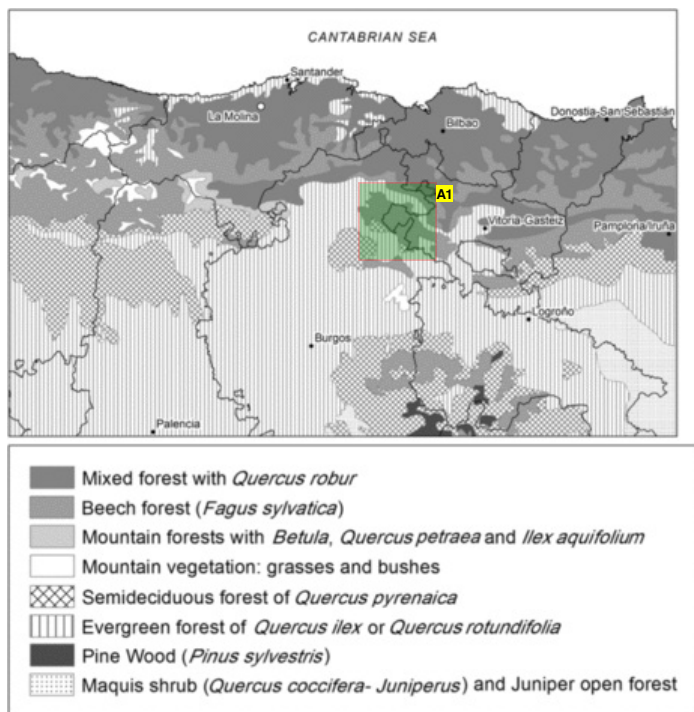 CANTABRIAN SEA
Santander
La Molina
Bilbao
Donostia-San Sebastián
A1
Vitoria-Gasteiz
Pamplona/Iruña
Logroño
Burgos
Palencia
Mixed forest with Quercus robur
Beech forest (Fagus sylvatica)
Mountain forests with Betula, Quercus petraea and Ilex aquifolium
Mountain vegetation: grasses and bushes
Semideciduous forest of Quercus pyrenaica
Evergreen forest of Quercus ilex or Quercus rotundifolia
Pine Wood (Pinus sylvestris)
Maquis shrub (Quercus coccifera- Juniperus) and Juniper open forest